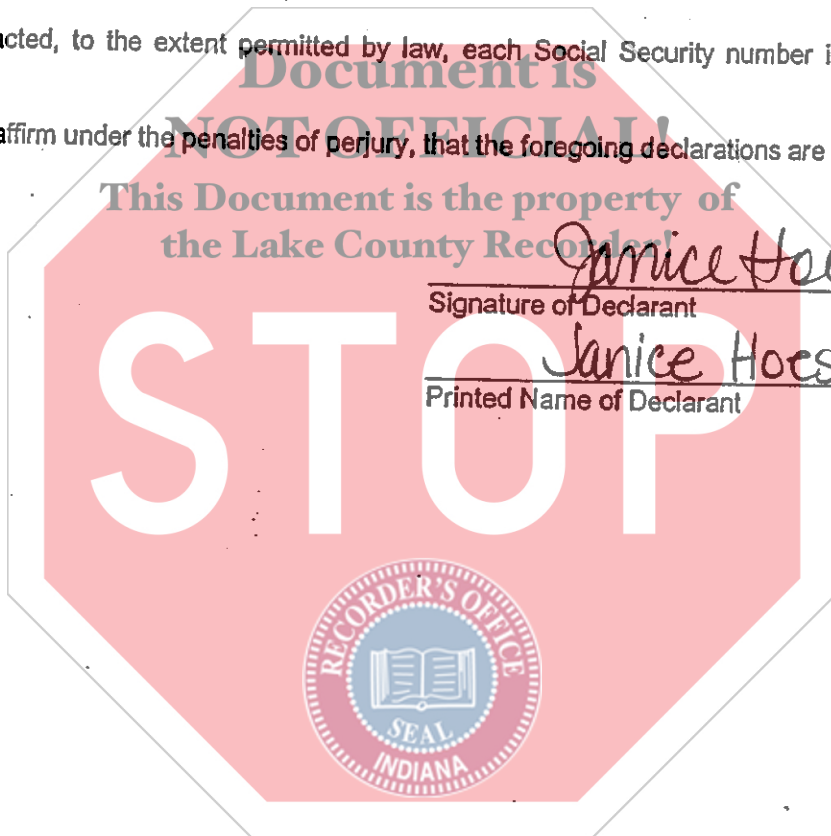 acted, to the extent permitted by law, each Social Security number i
Document is
NOT OFFICIAL!
affirm under the penalties of perjury, that the foregoing declarations are
This Document is the property of
the Lake County Recorder!
Janice Hoe
Signature of Declarant
Janice Hoes
Printed Name of Declarant
STOP
RECORDER'S OFFICE
SEAL
INDIANA